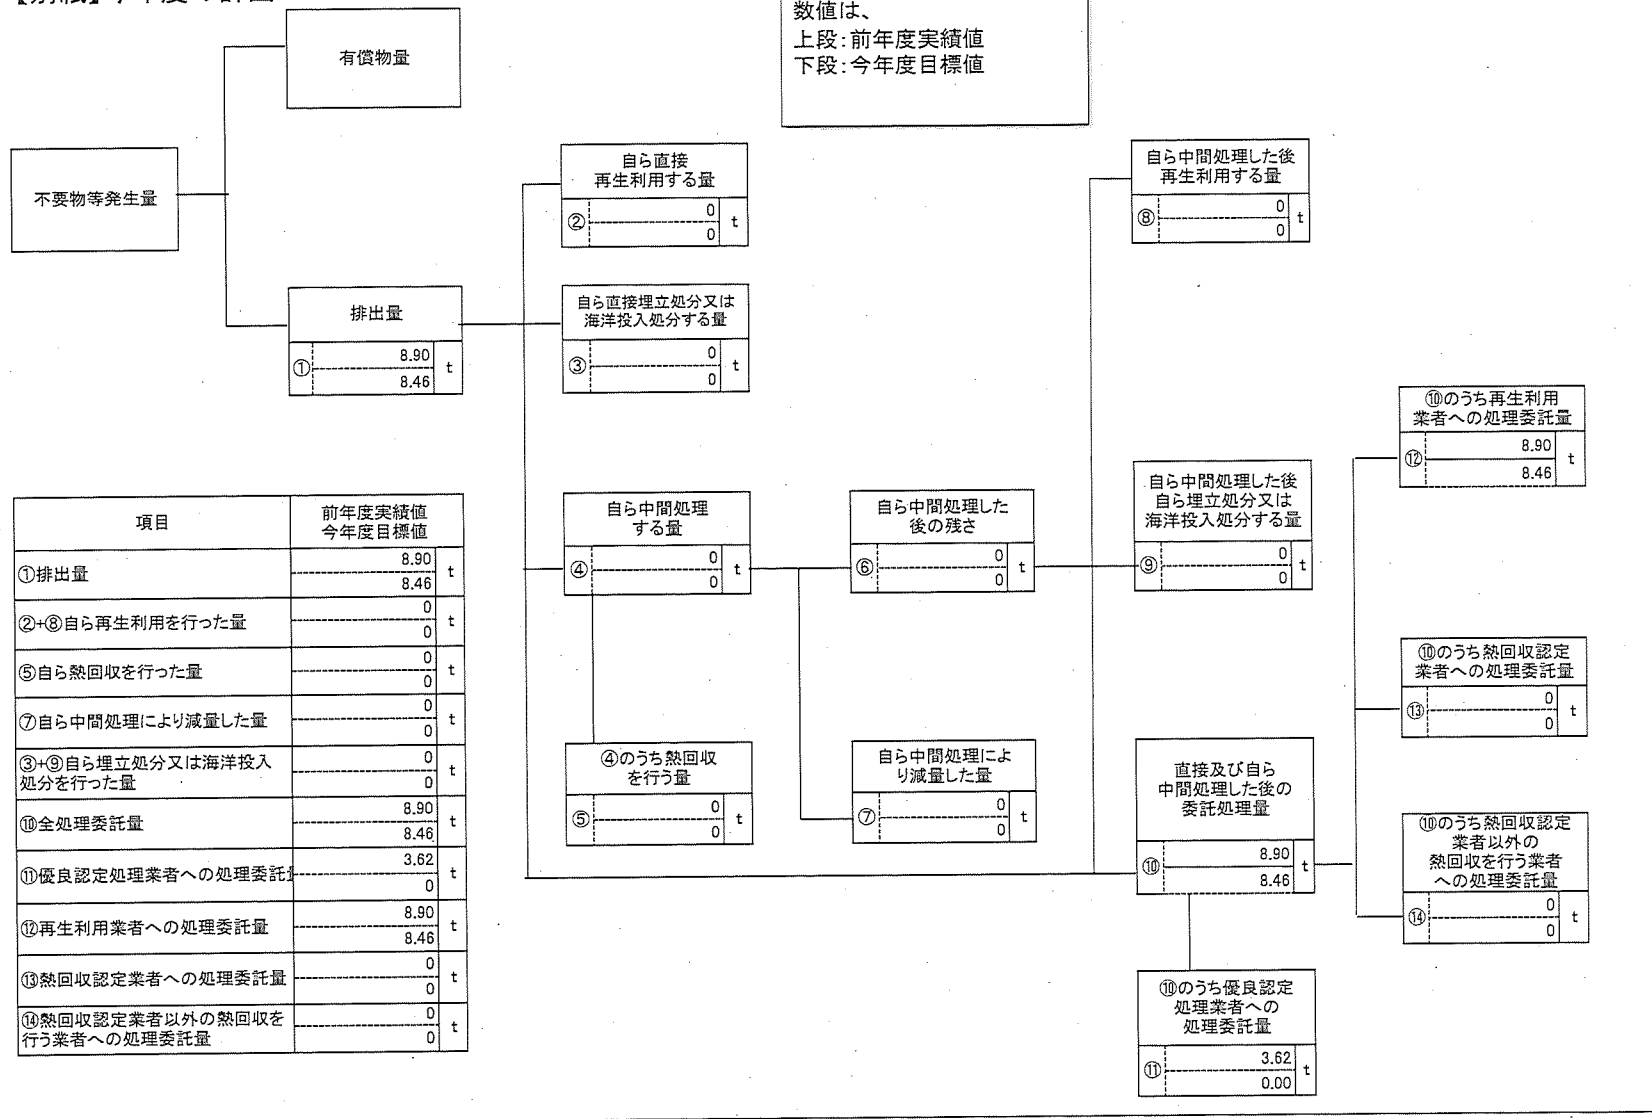 数値は、
上段:前年度実績値
下段:今年度目標値
有償物量
不要物等発生量
排出量
① 8.90 t
8.46
自ら直接
再生利用する量
② 0 t
0
自ら直接埋立処分又は
海洋投入処分する量
③ 0 t
0
自ら中間処理
する量
④ 0 t
0
④のうち熱回収
を行う量
⑤ 0 t
0
自ら中間処理した
後の残さ
⑥ 0 t
0
自ら中間処理によ
り減量した量
⑦ 0 t
0
自ら中間処理した後
再生利用する量
⑧ 0 t
0
自ら中間処理した後
自ら埋立処分又は
海洋投入処分する量
⑨ 0 t
0
直接及び自ら
中間処理した後の
委託処理量
⑩ 8.90 t
8.46
⑩のうち優良認定
処理業者への
処理委託量
⑪ 3.62 t
0.00
⑩のうち再生利用
業者への処理委託量
⑫ 8.90 t
8.46
⑩のうち熱回収認定
業者への処理委託量
⑬ 0 t
0
⑩のうち熱回収認定
業者以外の
熱回収を行う業者
への処理委託量
⑭ 0 t
0
項目 前年度実績値
今年度目標値
①排出量 8.90 t
8.46
②+⑧自ら再生利用を行った量 0 t
0
⑤自ら熱回収を行った量 0 t
0
⑦自ら中間処理により減量した量 0 t
0
③+⑨自ら埋立処分又は海洋投入
処分を行った量 0 t
0
⑩全処理委託量 8.90 t
8.46
⑪優良認定処理業者への処理委託 3.62 t
0
⑫再生利用業者への処理委託量 8.90 t
8.46
⑬熱回収認定業者への処理委託量 0 t
0
⑭熱回収認定業者以外の熱回収を
行う業者への処理委託量 0 t
0